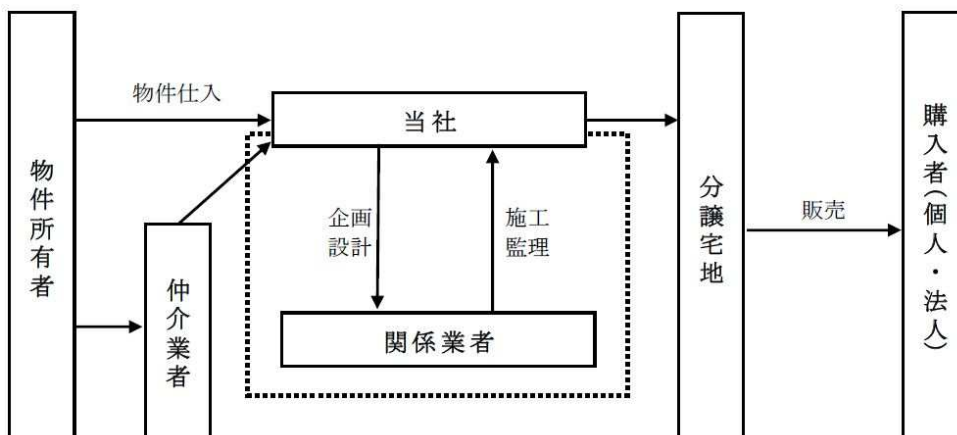 物件所有者
物件仕入
仲介業者
当社
企画
設計
施工
監理
関係業者
分譲宅地
販売
購入者(個人・法人)